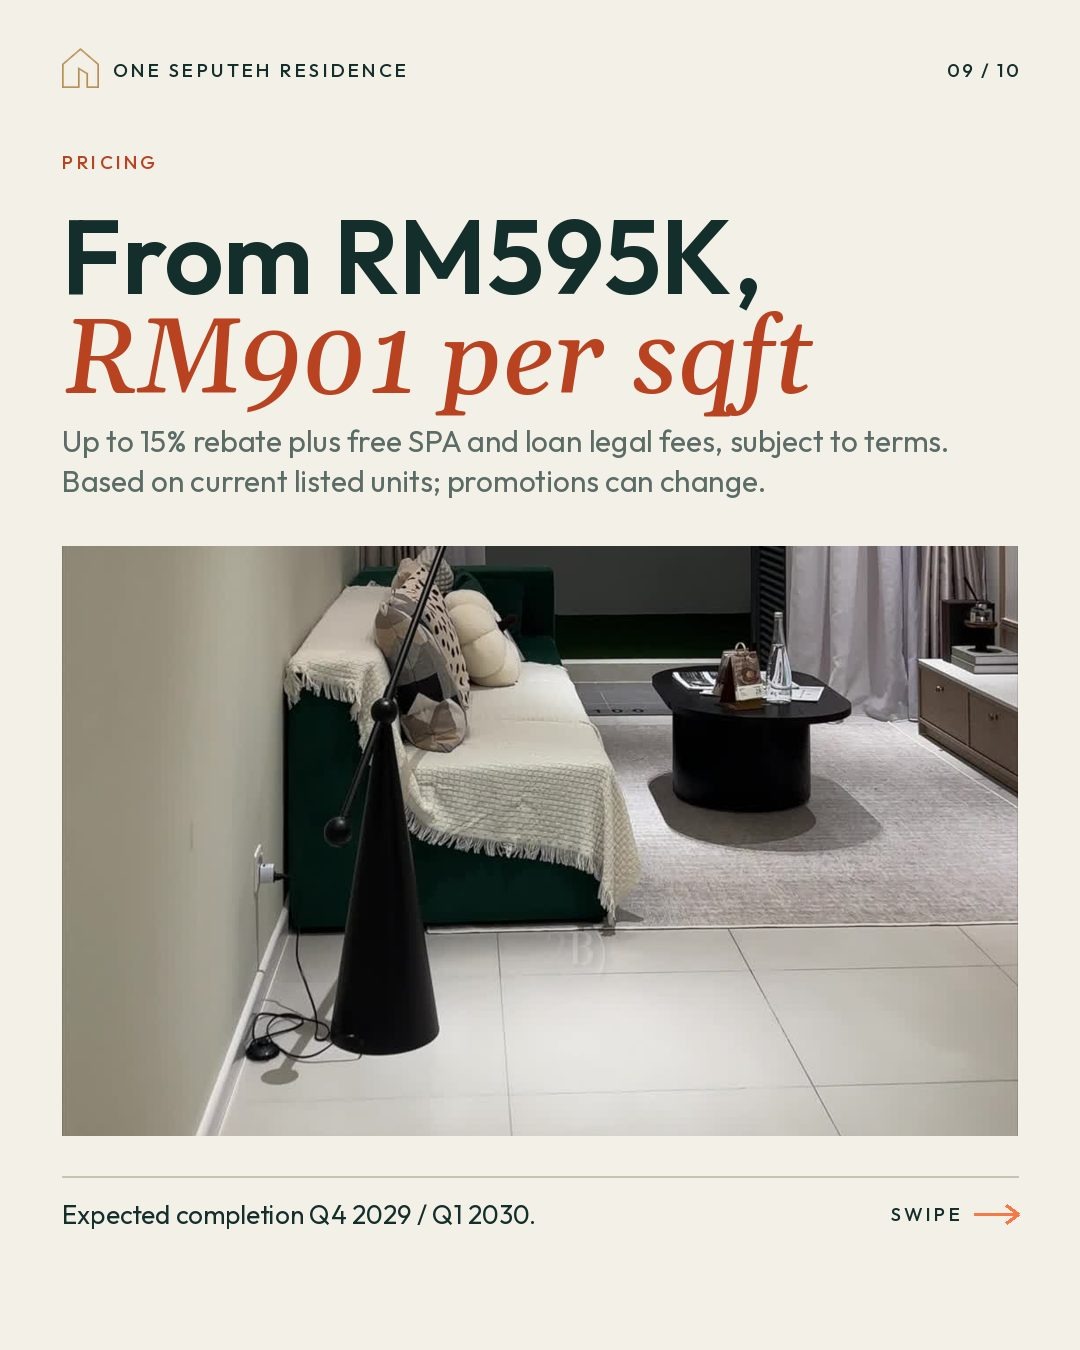 ONE SEPUTEH RESIDENCE
09 / 10
PRICING
From RM595K,
RM901 per sqft
Up to 15% rebate plus free SPA and loan legal fees, subject to terms.
Based on current listed units; promotions can change.
Expected completion Q4 2029 / Q1 2030.
SWIPE